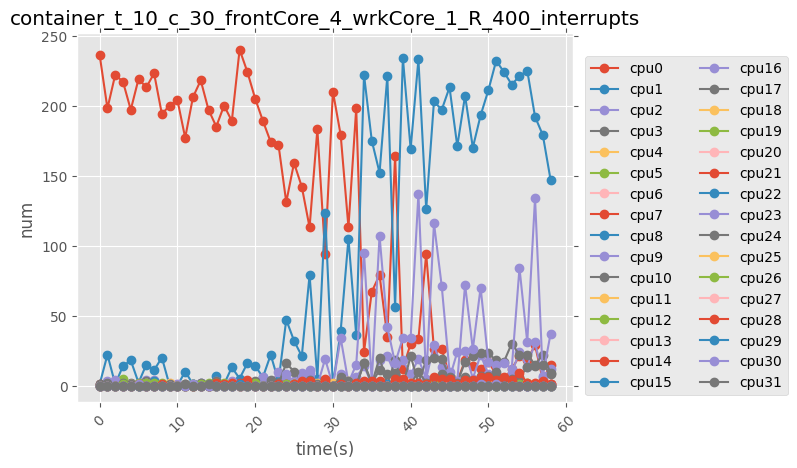 container_t_10_c_30_frontCore_4_wrkCore_1_R_400_interrupts
250
200
150
100
50
0
num
0
10
20
30
40
50
60
time(s)
cpu0
cpu1
cpu2
cpu3
cpu4
cpu5
cpu6
cpu7
cpu8
cpu9
cpu10
cpu11
cpu12
cpu13
cpu14
cpu15
cpu16
cpu17
cpu18
cpu19
cpu20
cpu21
cpu22
cpu23
cpu24
cpu25
cpu26
cpu27
cpu28
cpu29
cpu30
cpu31